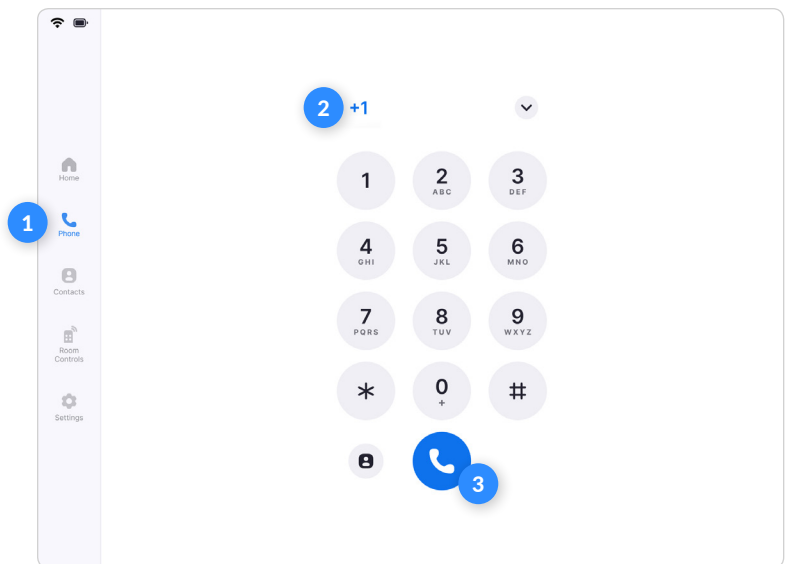 2 +1
1
2
ABC
3
DEF
Home
1
Phone
4
GHI
5
JKL
6
MNO
Contacts
7
PQRS
8
TUV
9
WXYZ
Room
Controls
*
0
+
#
Settings
3